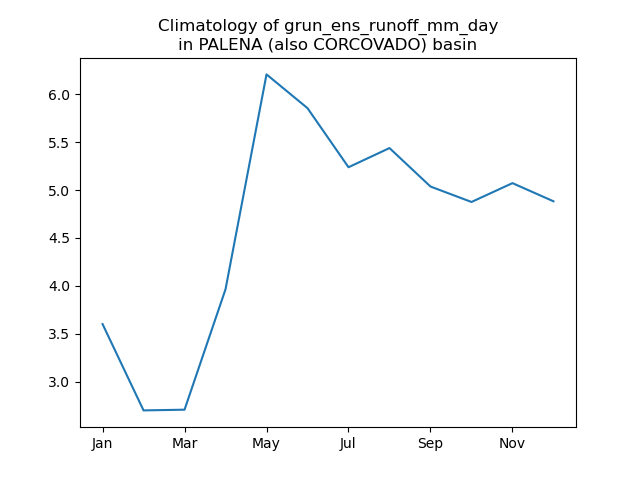 Climatology of grun_ens_runoff_mm_day
in PALENA (also CORCOVADO) basin
6.0
5.5
5.0
4.5
4.0
3.5
3.0
Jan Mar May Jul Sep Nov